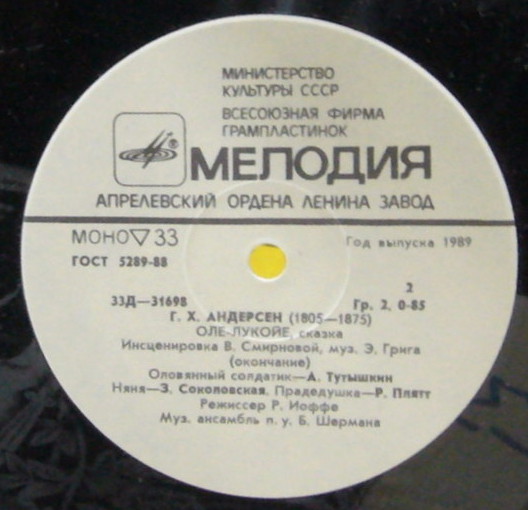 МИНИСТЕРСТВО
КУЛЬТУРЫ СССР
ВСЕСОЮЗНАЯ ФИРМА
ГРАМПЛАСТИНОК
® МЕЛОДИЯ
АПРЕЛЕВСКИЙ ОРДЕНА ЛЕНИНА ЗАВОД
МОНО ▽ 33 Год выпуска 1989
ГОСТ 5289-88
2
33Д—31698 Гр. 2, 0-85
Г. Х. АНДЕРСЕН (1805—1875)
ОЛЕ-ЛУКОЙЕ, сказка
Инсценировка В. Смирновой, муз. Э. Грига
(окончание)
Оловянный солдатик—А. Тутышкин
Няня—З. Соколовская, Прадедушка—Р. Плятт
Режиссер Р. Иоффе
Муз. ансамбль п. у. Б. Шермана